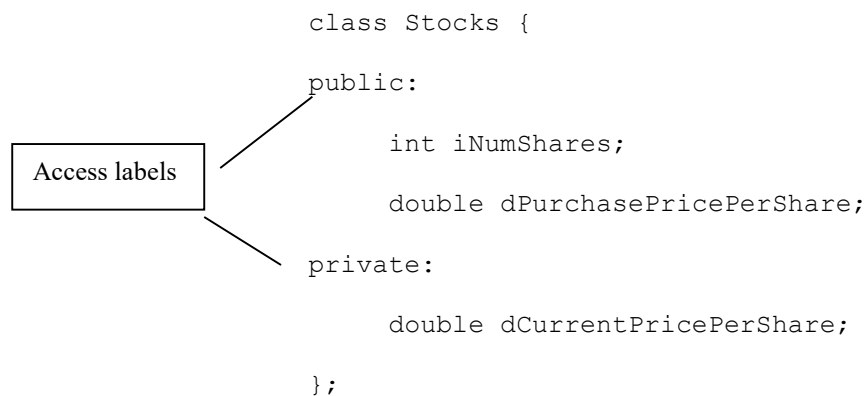 class Stocks {
public:
int iNumShares;
Access labels
double dPurchasePricePerShare;
private:
double dCurrentPricePerShare;
};